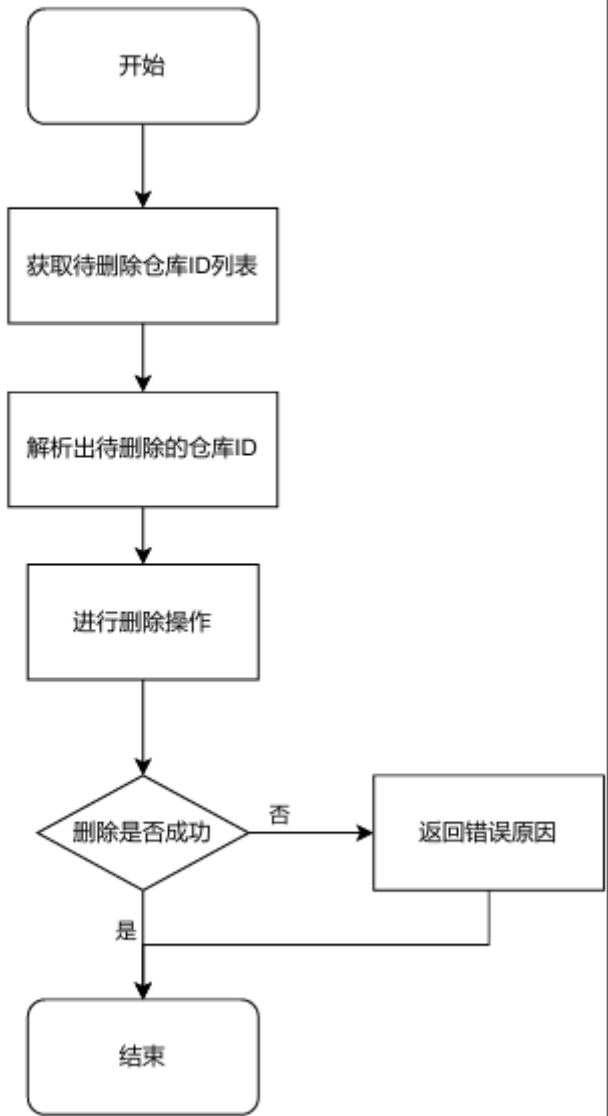 开始
获取待删除仓库ID列表
解析出待删除的仓库ID
进行删除操作
删除是否成功
否
返回错误原因
是
结束